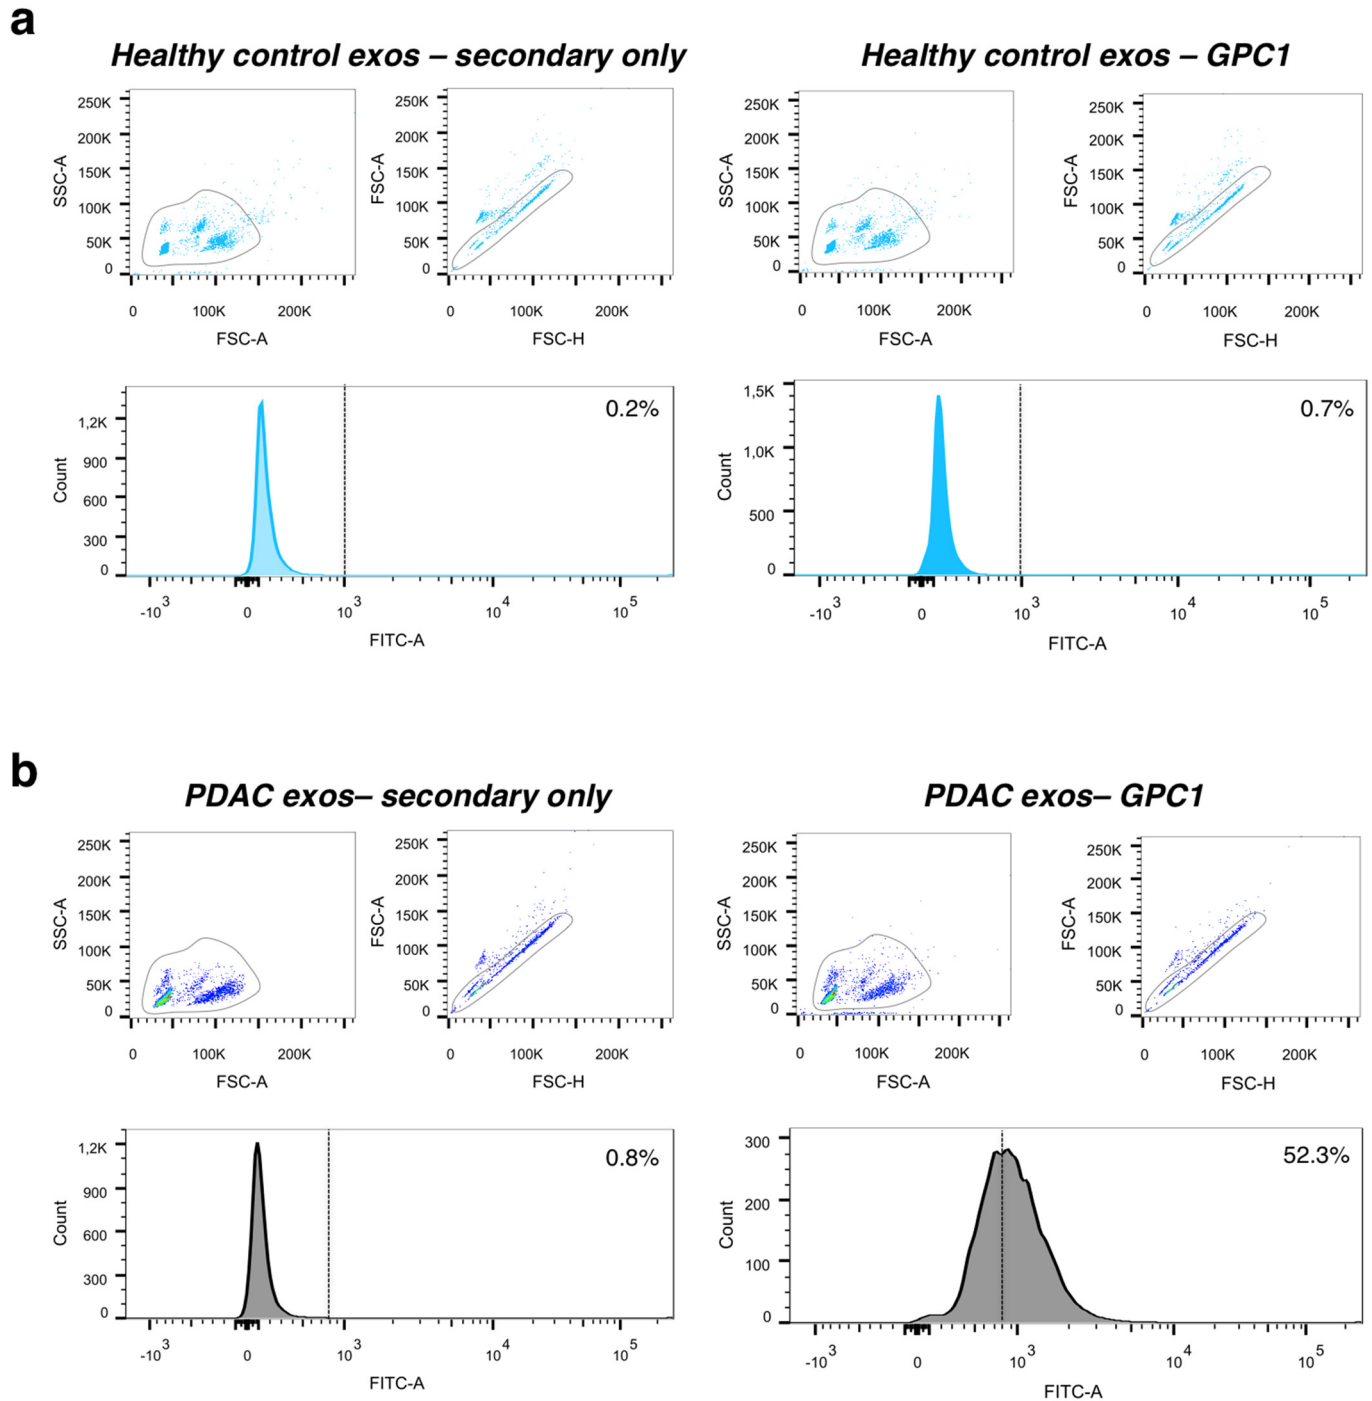 a
Healthy control exos – secondary only
Healthy control exos – GPC1
250K
200K
150K
100K
50K
0
SSC-A
0 100K 200K
FSC-A
250K
200K
150K
100K
50K
0
FSC-A
0 100K 200K
FSC-H
250K
200K
150K
100K
50K
0
SSC-A
0 100K 200K
FSC-A
250K
200K
150K
100K
50K
0
FSC-A
0 100K 200K
FSC-H
0.2%
1,2K
900
600
300
0
Count
-10 3 0 10 3 10 4 10 5
FITC-A
0.7%
1,5K
1,0K
500
0
Count
-10 3 0 10 3 10 4 10 5
FITC-A
b
PDAC exos– secondary only
PDAC exos– GPC1
250K
200K
150K
100K
50K
0
SSC-A
0 100K 200K
FSC-A
250K
200K
150K
100K
50K
0
FSC-A
0 100K 200K
FSC-H
250K
200K
150K
100K
50K
0
SSC-A
0 100K 200K
FSC-A
250K
200K
150K
100K
50K
0
FSC-A
0 100K 200K
FSC-H
0.8%
1,2K
900
600
300
0
Count
-10 3 0 10 3 10 4 10 5
FITC-A
52.3%
300
200
100
0
Count
-10 3 0 10 3 10 4 10 5
FITC-A